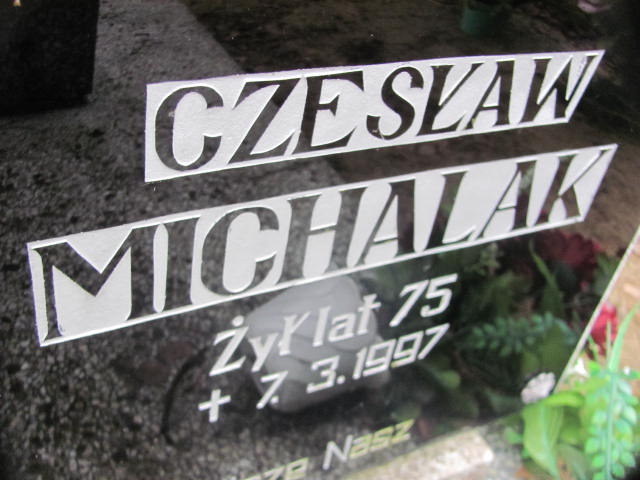 CZESŁAW
MICHALAK
Żył lat 75
+ 7. 3. 1997
Nasz